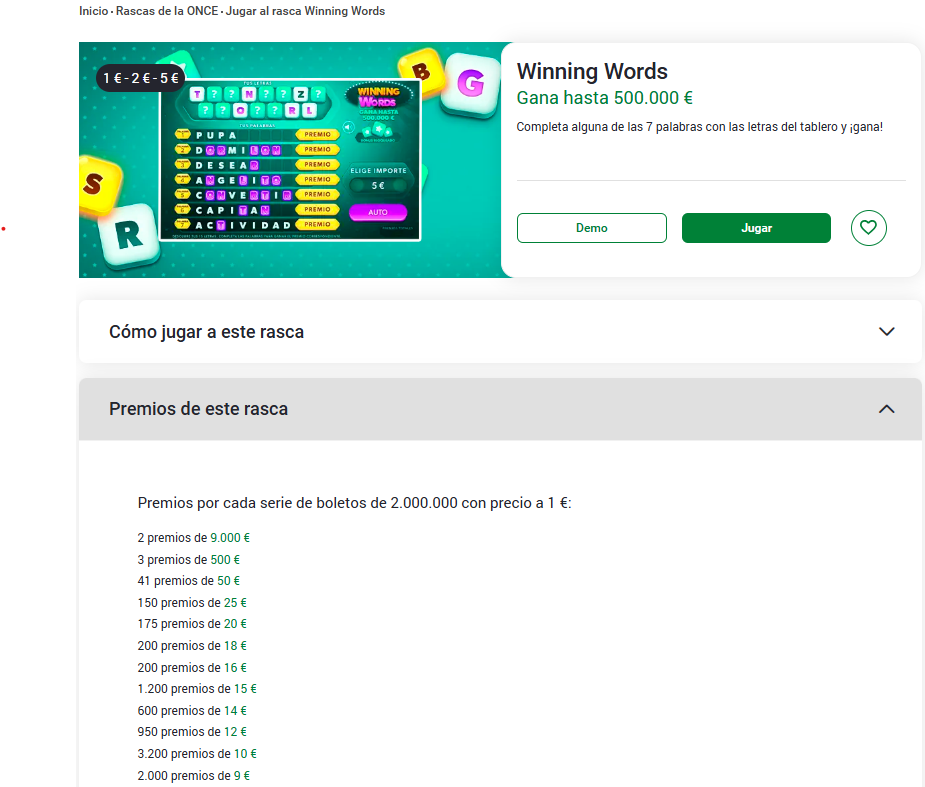 Inicio · Rascas de la ONCE · Jugar al rasca Winning Words
1 € - 2 € - 5 €
B
G
S
R
TUS LETRAS
T ? ? N ? ? Z ?
? ? O ? ? R L
TUS PALABRAS
PUPA PREMIO
DORMILON PREMIO
DESEAR PREMIO
ANGELITO PREMIO
CONVERTIR PREMIO
CAPITAN PREMIO
ACTIVIDAD PREMIO
WINNING
WORDS
GANA HASTA
500.000 €
ELIGE IMPORTE
5 €
AUTO
Winning Words
Gana hasta 500.000 €
Completa alguna de las 7 palabras con las letras del tablero y ¡gana!
Demo
Jugar
Cómo jugar a este rasca
Premios de este rasca
Premios por cada serie de boletos de 2.000.000 con precio a 1 €:
2 premios de 9.000 €
3 premios de 500 €
41 premios de 50 €
150 premios de 25 €
175 premios de 20 €
200 premios de 18 €
200 premios de 16 €
1.200 premios de 15 €
600 premios de 14 €
950 premios de 12 €
3.200 premios de 10 €
2.000 premios de 9 €